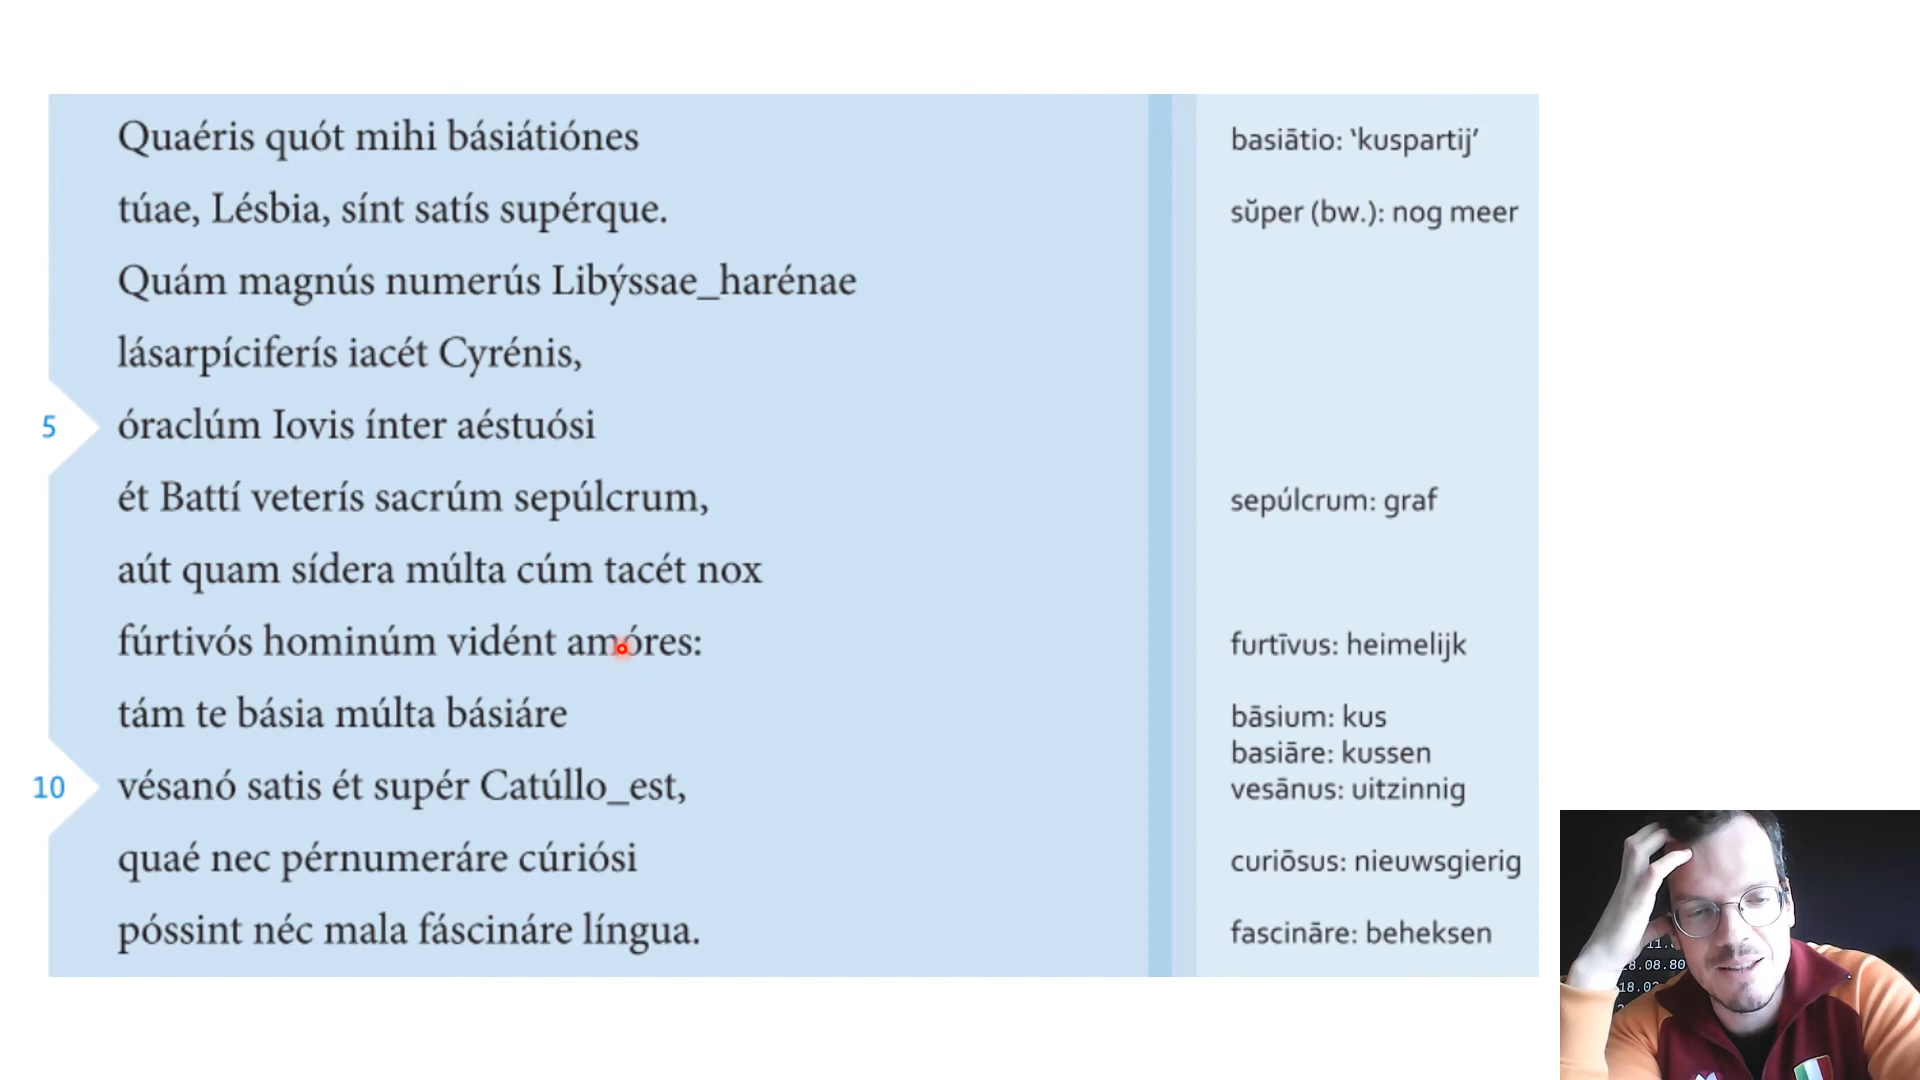 Quaéris quót mihi básiátiónes
túae, Lésbia, sínt satís supérque.
Quám magnús numerús Libýssae_harénae
lásarpíciferís iacét Cyrénis,
5 óraclúm Iovis ínter aéstuósi
ét Battí veterís sacrúm sepúlcrum,
aút quam sídera múlta cúm tacét nox
fúrtivós hominúm vidént amóres:
tám te básia múlta básiáre
10 vésanó satis ét supér Catúllo_est,
quaé nec pérnumeráre cúriósi
póssint néc mala fáscináre língua.
basiātio: ‘kuspartij’
sŭper (bw.): nog meer
sepúlcrum: graf
furtīvus: heimelijk
bāsium: kus
basiāre: kussen
vesānus: uitzinnig
curiōsus: nieuwsgierig
fascināre: beheksen